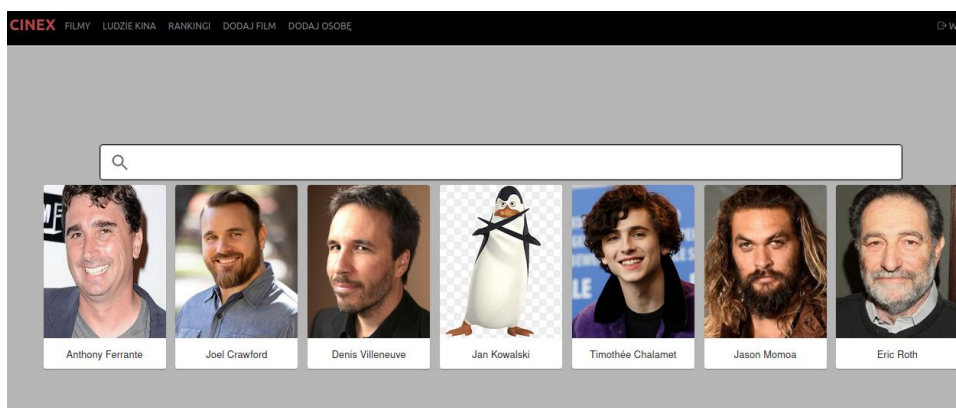 CINEX FILMY LUDZIE KINA RANKINGI DODAJ FILM DODAJ OSOBĘ W
Anthony Ferrante Joel Crawford Denis Villeneuve Jan Kowalski Timothée Chalamet Jason Momoa Eric Roth